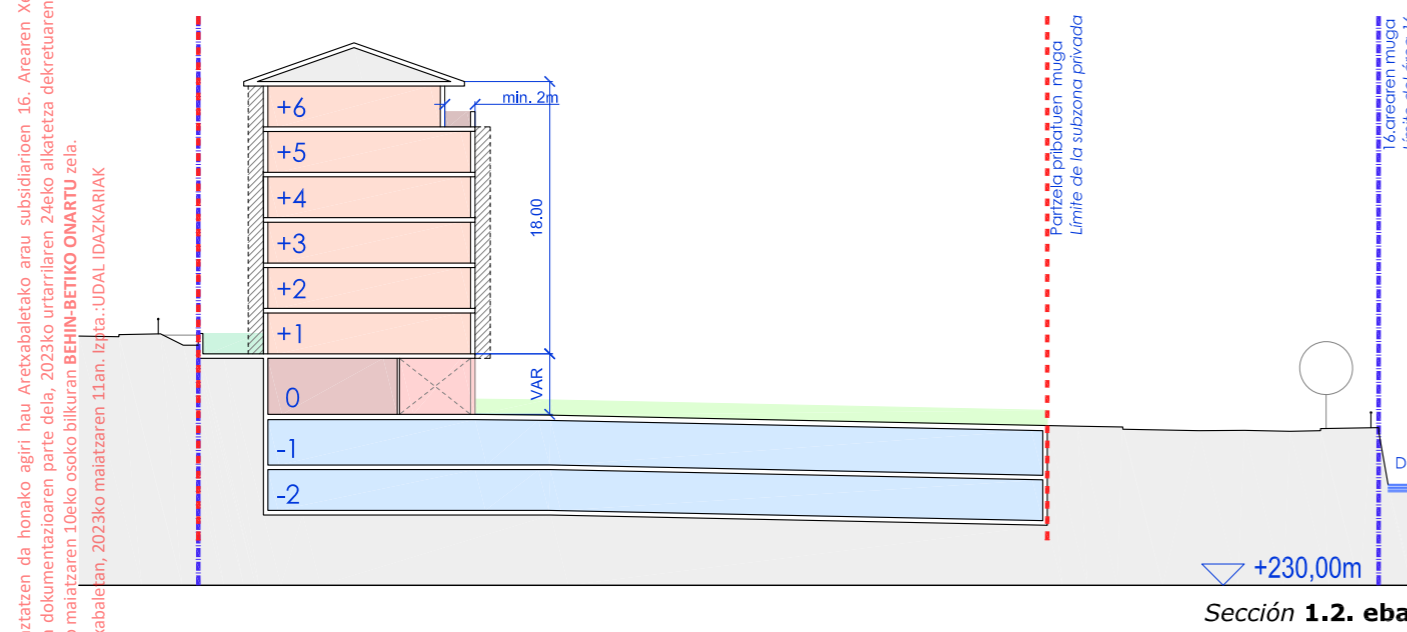 ztatzen da honako agiri hau Aretxabaletako arau subsidiarioen 16. Arearen
dokumentazioaren parte dela, 2023ko urtarrilaren 24eko alkatetza dekretuaren
maiatzaren 10eko osoko bilkuran BEHIN-BETIKO ONARTU zela.
xabaletan, 2023ko maiatzaren 11an. Izpta.:UDAL IDAZKARIAK
+6
min. 2m
+5
+4
18.00
+3
+2
+1
0
VAR
-1
-2
Partzela pribatuen muga
Límite de la subzona privada
16.arearen muga
D
+230,00m
Sección 1.2. eba